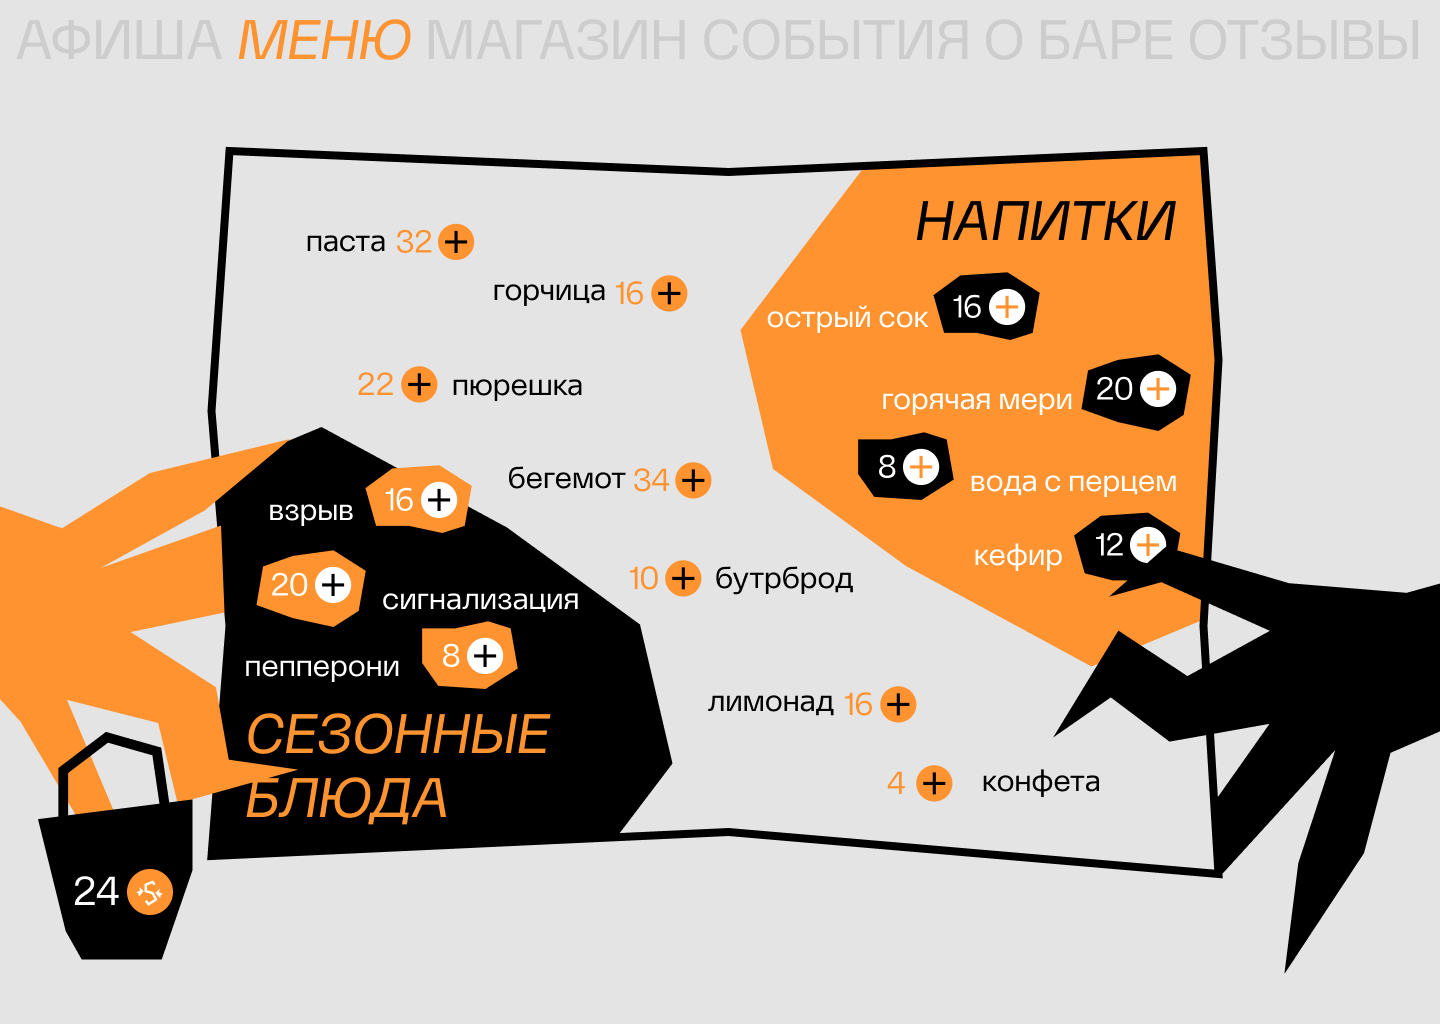 АФИША МЕНЮ МАГАЗИН СОБЫТИЯ О БАРЕ ОТЗЫВЫ
паста 32 +
горчица 16 +
22 + пюрешка
бегемот 34 +
10 + бутрброд
лимонад 16 +
4 + конфета
НАПИТКИ
острый сок 16 +
горячая мери 20 +
8 + вода с перцем
кефир 12 +
взрыв 16 +
20 + сигнализация
пепперони 8 +
СЕЗОННЫЕ
БЛЮДА
24